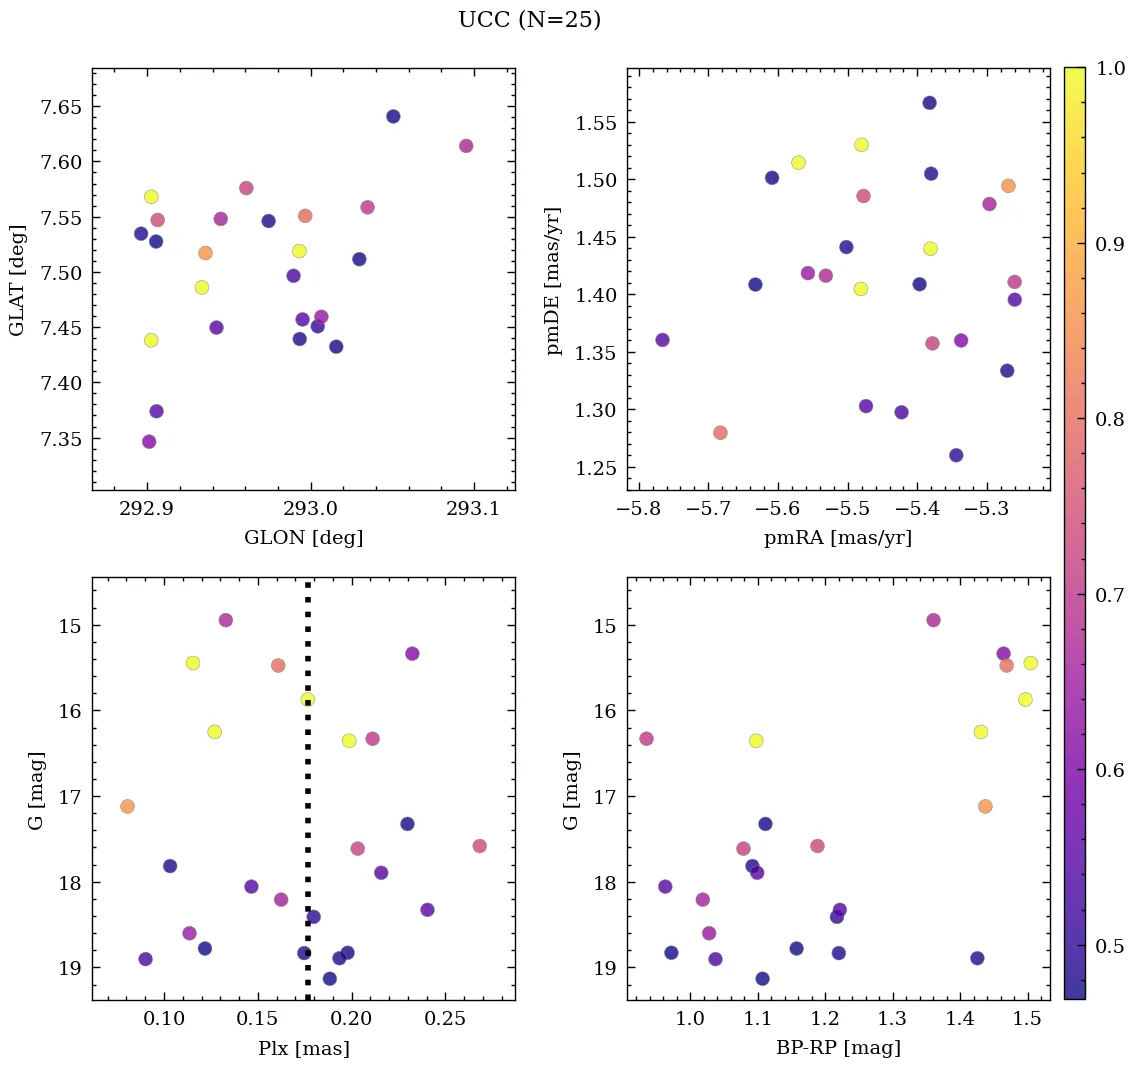 UCC (N=25)
7.65
7.60
7.55
7.50
7.45
7.40
7.35
GLAT [deg]
292.9 293.0 293.1
GLON [deg]
1.55
1.50
1.45
1.40
1.35
1.30
1.25
pmDE [mas/yr]
−5.8 −5.7 −5.6 −5.5 −5.4 −5.3
pmRA [mas/yr]
15
16
17
18
19
G [mag]
0.10 0.15 0.20 0.25
Plx [mas]
15
16
17
18
19
G [mag]
1.0 1.1 1.2 1.3 1.4 1.5
BP-RP [mag]
1.0
0.9
0.8
0.7
0.6
0.5